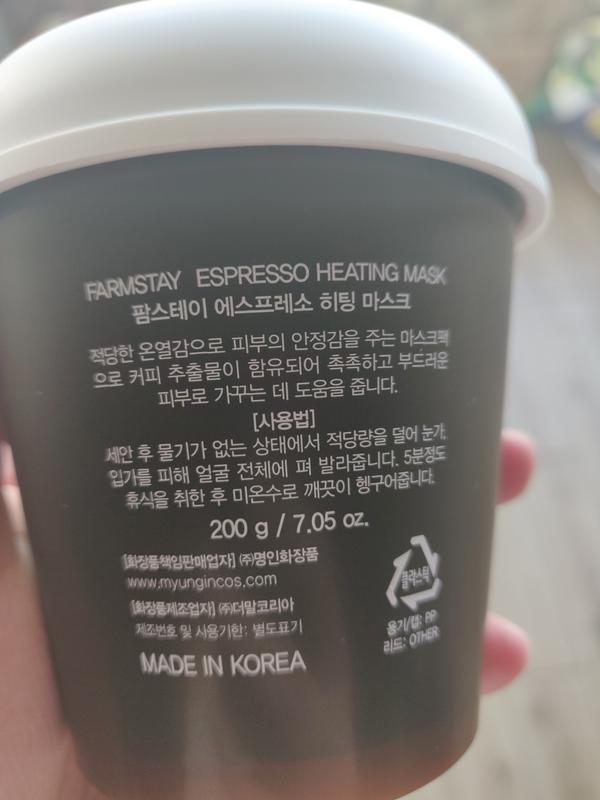 FARMSTAY ESPRESSO HEATING MASK
팜스테이 에스프레소 히팅 마스크
적당한 온열감으로 피부의 안정감을 주는 마스크팩
으로 커피 추출물이 함유되어 촉촉하고 부드러운
피부로 가꾸는 데 도움을 줍니다.
[사용법]
세안 후 물기가 없는 상태에서 적당량을 덜어 눈가,
입가를 피해 얼굴 전체에 펴 발라줍니다. 5분정도
휴식을 취한 후 미온수로 깨끗이 헹구어줍니다.
200 g / 7.05 oz.
[화장품책임판매업자] ㈜명인화장품
www.myungincos.com
[화장품제조업자] ㈜더말코리아
제조번호 및 사용기한: 별도표기
MADE IN KOREA
플라스틱
용기/캡: PP
리드: OTHER